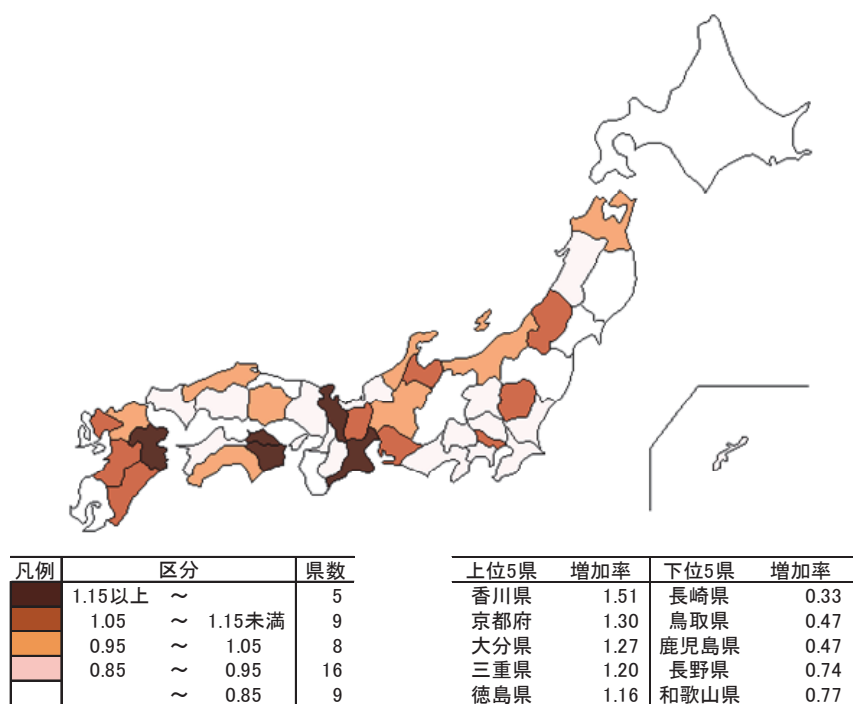 凡例 区分 県数
1.15以上 ~ 5
1.05 ~ 1.15未満 9
0.95 ~ 1.05 8
0.85 ~ 0.95 16
~ 0.85 9
上位5県 増加率 下位5県 増加率
香川県 1.51 長崎県 0.33
京都府 1.30 鳥取県 0.47
大分県 1.27 鹿児島県 0.47
三重県 1.20 長野県 0.74
徳島県 1.16 和歌山県 0.77